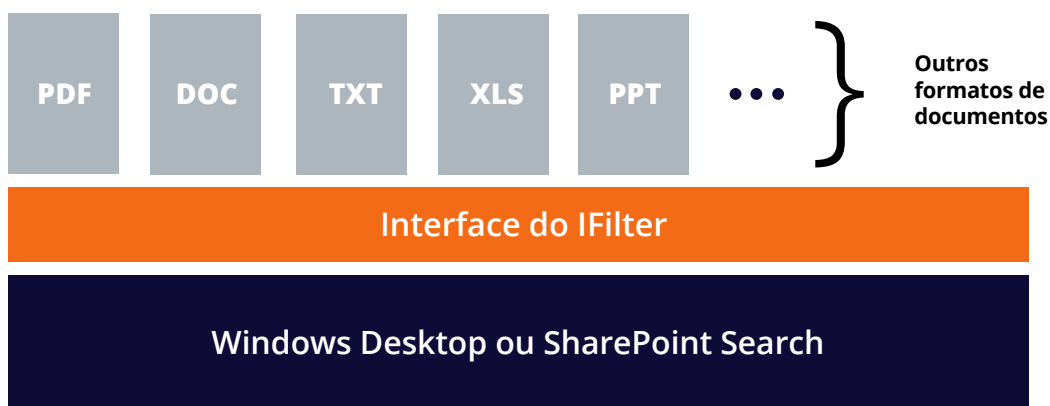 PDF
DOC
TXT
XLS
PPT
...
Outros
formatos de
documentos
Interface do IFilter
Windows Desktop ou SharePoint Search